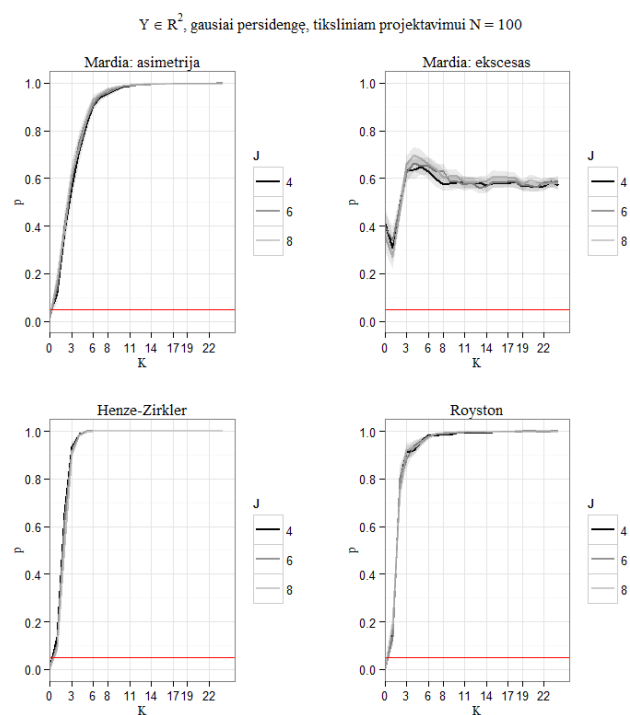 Y ∈ R², gausiai persidengę, tiksliniam projektavimui N = 100
Mardia: asimetrija
1.0
0.8
0.6
0.4
0.2
0.0
p
0 3 6 8 11 14 17 19 22
K
J
4
6
8
Mardia: ekscesas
1.0
0.8
0.6
0.4
0.2
0.0
p
0 3 6 8 11 14 17 19 22
K
J
4
6
8
Henze-Zirkler
1.0
0.8
0.6
0.4
0.2
0.0
p
0 3 6 8 11 14 17 19 22
K
J
4
6
8
Royston
1.0
0.8
0.6
0.4
0.2
0.0
p
0 3 6 8 11 14 17 19 22
K
J
4
6
8